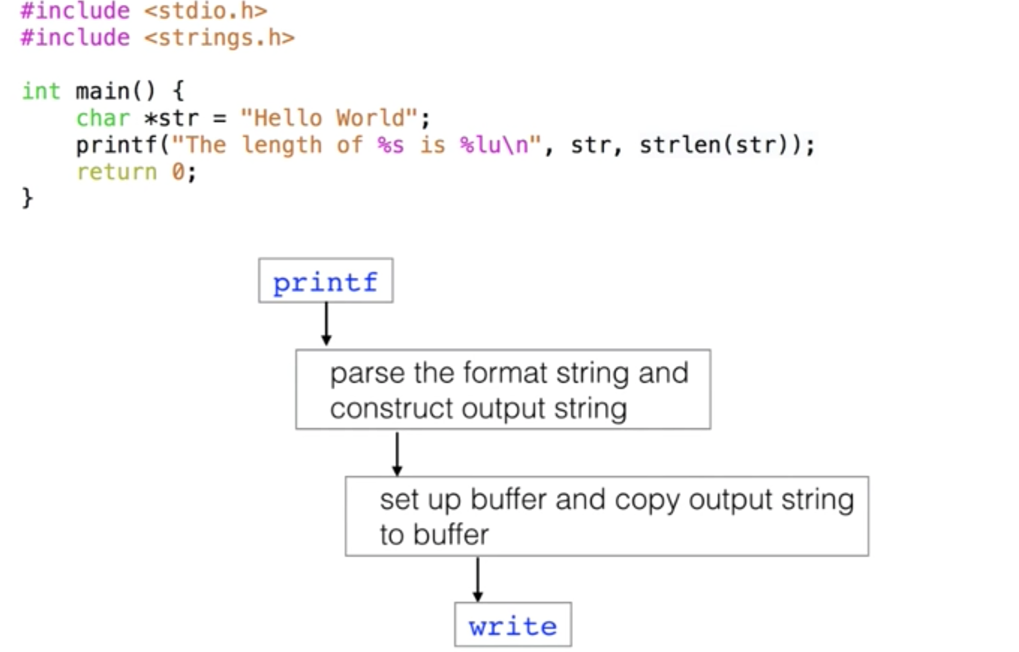 #include <stdio.h>
#include <strings.h>
int main() {
    char *str = "Hello World";
    printf("The length of %s is %lu\n", str, strlen(str));
    return 0;
}
printf
parse the format string and
construct output string
set up buffer and copy output string
to buffer
write